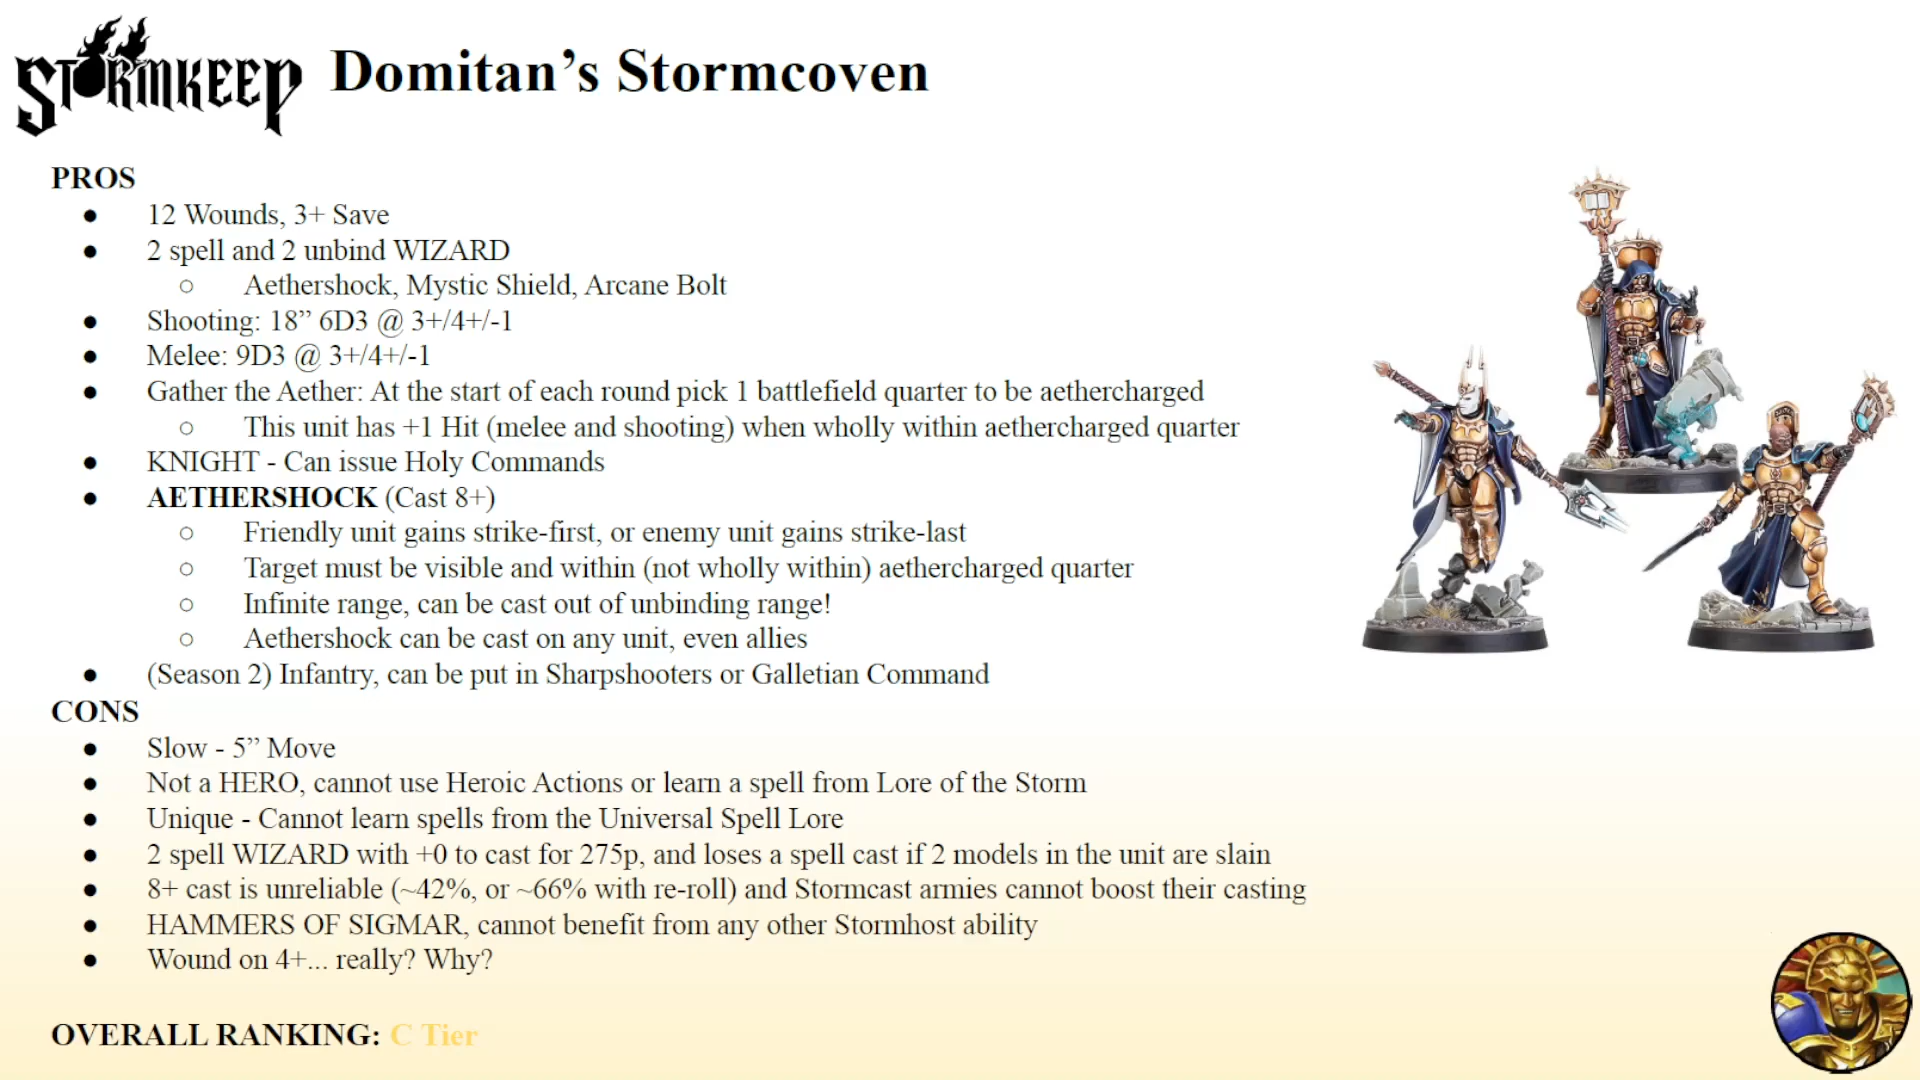 STORMKEEP
Domitan’s Stormcoven
PROS
● 12 Wounds, 3+ Save
● 2 spell and 2 unbind WIZARD
○ Aethershock, Mystic Shield, Arcane Bolt
● Shooting: 18” 6D3 @ 3+/4+/-1
● Melee: 9D3 @ 3+/4+/-1
● Gather the Aether: At the start of each round pick 1 battlefield quarter to be aethercharged
○ This unit has +1 Hit (melee and shooting) when wholly within aethercharged quarter
● KNIGHT - Can issue Holy Commands
● AETHERSHOCK (Cast 8+)
○ Friendly unit gains strike-first, or enemy unit gains strike-last
○ Target must be visible and within (not wholly within) aethercharged quarter
○ Infinite range, can be cast out of unbinding range!
○ Aethershock can be cast on any unit, even allies
● (Season 2) Infantry, can be put in Sharpshooters or Galletian Command
CONS
● Slow - 5” Move
● Not a HERO, cannot use Heroic Actions or learn a spell from Lore of the Storm
● Unique - Cannot learn spells from the Universal Spell Lore
● 2 spell WIZARD with +0 to cast for 275p, and loses a spell cast if 2 models in the unit are slain
● 8+ cast is unreliable (~42%, or ~66% with re-roll) and Stormcast armies cannot boost their casting
● HAMMERS OF SIGMAR, cannot benefit from any other Stormhost ability
● Wound on 4+... really? Why?
OVERALL RANKING: C Tier